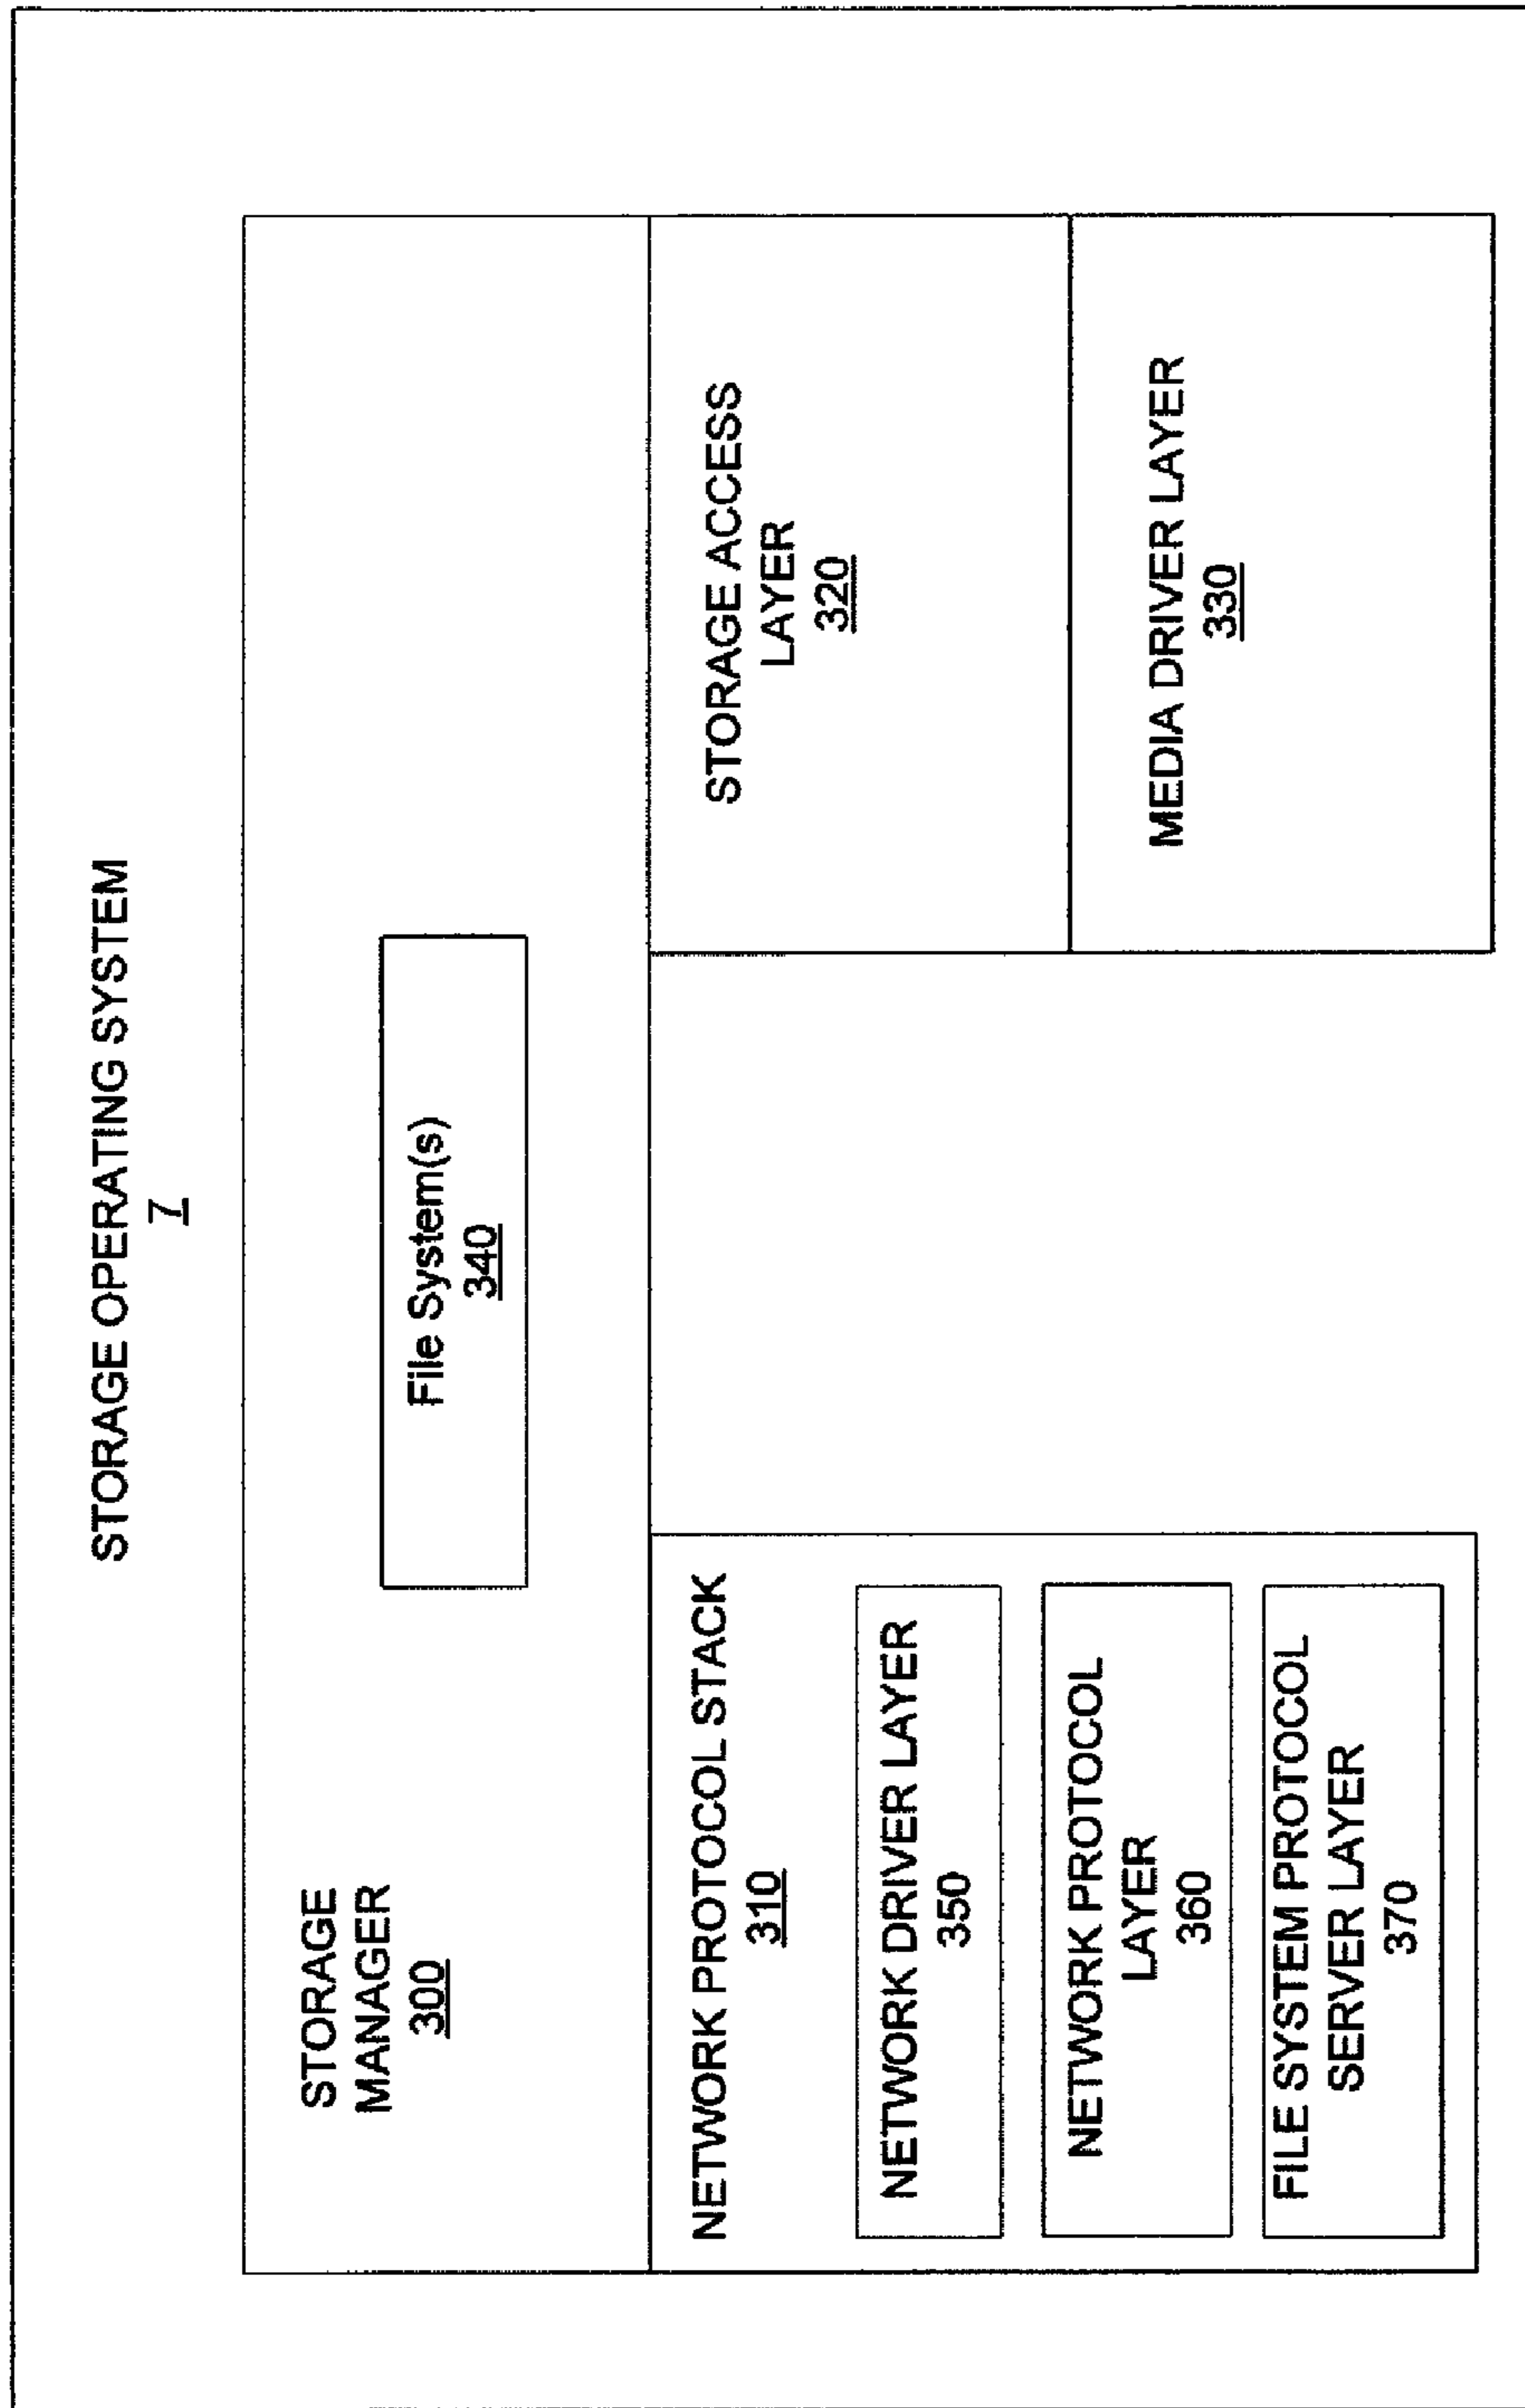 STORAGE OPERATING SYSTEM
7
STORAGE
MANAGER
300
File System(s)
340
NETWORK PROTOCOL STACK
310
NETWORK DRIVER LAYER
350
NETWORK PROTOCOL
LAYER
360
FILE SYSTEM PROTOCOL
SERVER LAYER
370
STORAGE ACCESS
LAYER
320
MEDIA DRIVER LAYER
330